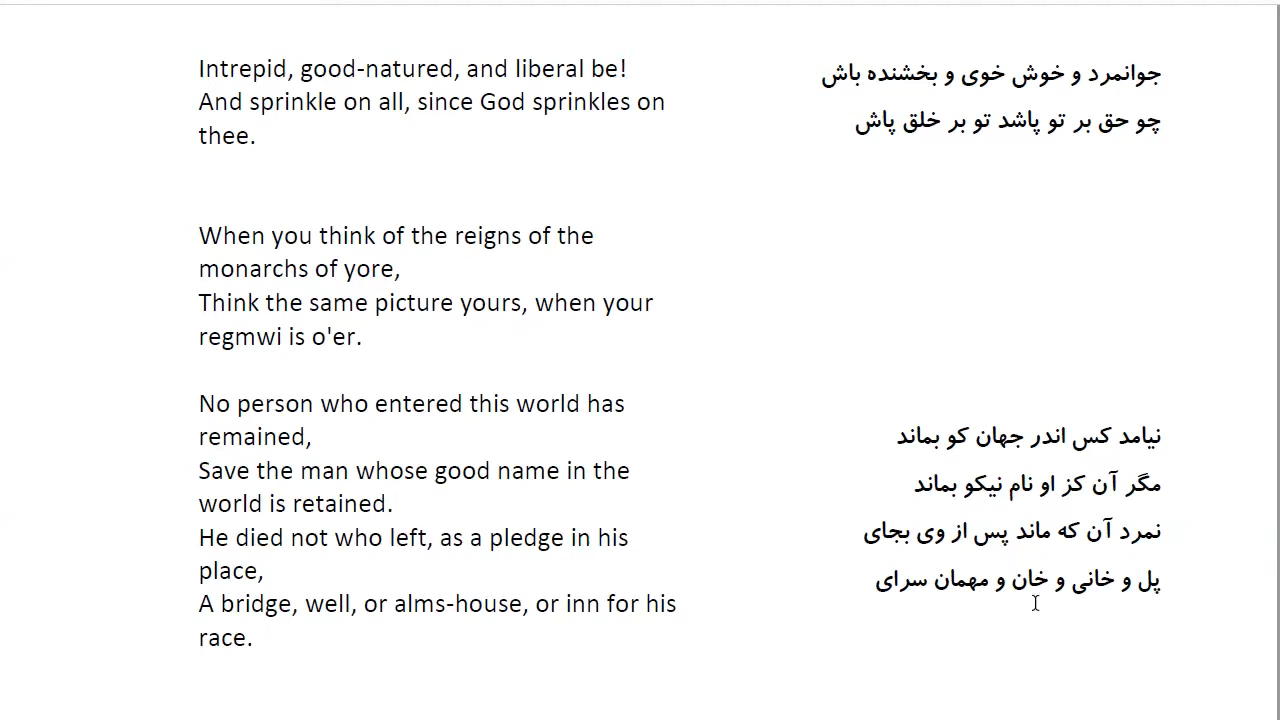 Intrepid, good-natured, and liberal be!
And sprinkle on all, since God sprinkles on
thee.
جوانمرد و خوش خوی و بخشنده باش
چو حق بر تو پاشد تو بر خلق پاش
When you think of the reigns of the
monarchs of yore,
Think the same picture yours, when your
regmwi is o'er.
No person who entered this world has
remained,
Save the man whose good name in the
world is retained.
He died not who left, as a pledge in his
place,
A bridge, well, or alms-house, or inn for his
race.
نیامد کس اندر جهان کو بماند
مگر آن کز او نام نیکو بماند
نمرد آن که ماند پس از وی بجای
پل و خانی و خان و مهمان سرای